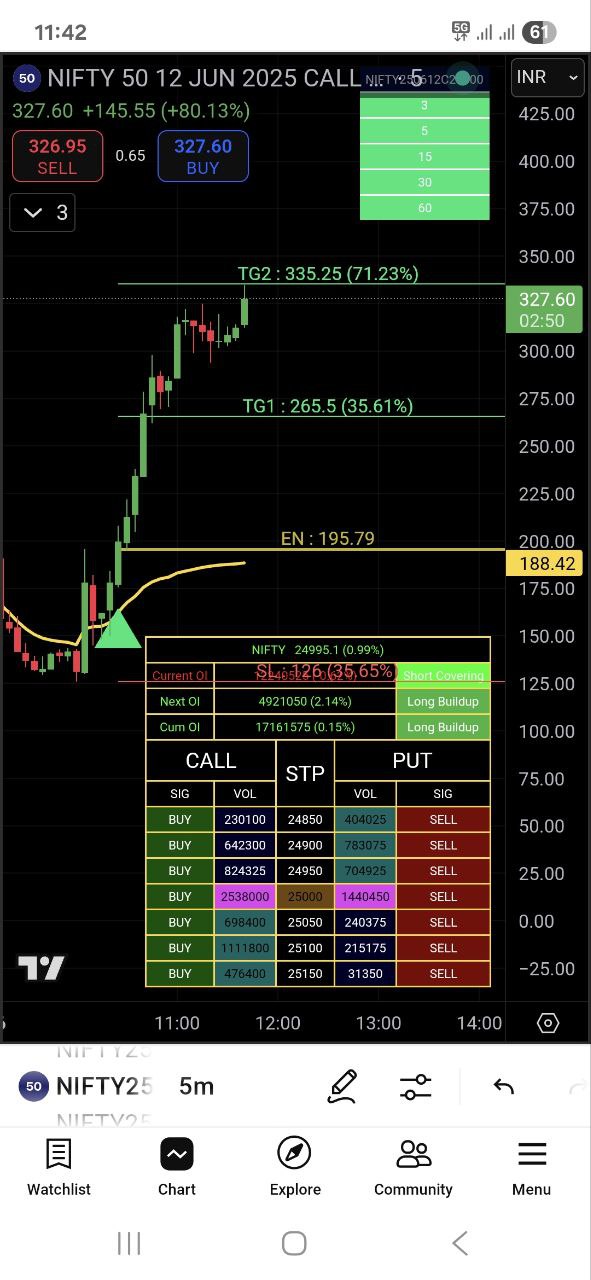 11:42
5G
61
50 NIFTY 50 12 JUN 2025 CALL ... · 5
INR
327.60 +145.55 (+80.13%)
326.95
SELL
0.65
327.60
BUY
3
3
5
15
30
60
425.00
400.00
375.00
350.00
327.60
02:50
300.00
275.00
250.00
225.00
200.00
188.42
175.00
150.00
125.00
100.00
75.00
50.00
25.00
0.00
−25.00
TG2 : 335.25 (71.23%)
TG1 : 265.5 (35.61%)
EN : 195.79
NIFTY 24995.1 (0.99%)
SL : 126 (35.65%)
Current OI Short Covering
Next OI 4921050 (2.14%) Long Buildup
Cum OI 17161575 (0.15%) Long Buildup
CALL STP PUT
SIG VOL VOL SIG
BUY 230100 24850 404025 SELL
BUY 642300 24900 783075 SELL
BUY 824325 24950 704925 SELL
BUY 2538000 25000 1440450 SELL
BUY 698400 25050 240375 SELL
BUY 1111800 25100 215175 SELL
BUY 476400 25150 31350 SELL
11:00 12:00 13:00 14:00
50 NIFTY25 5m
Watchlist Chart Explore Community Menu